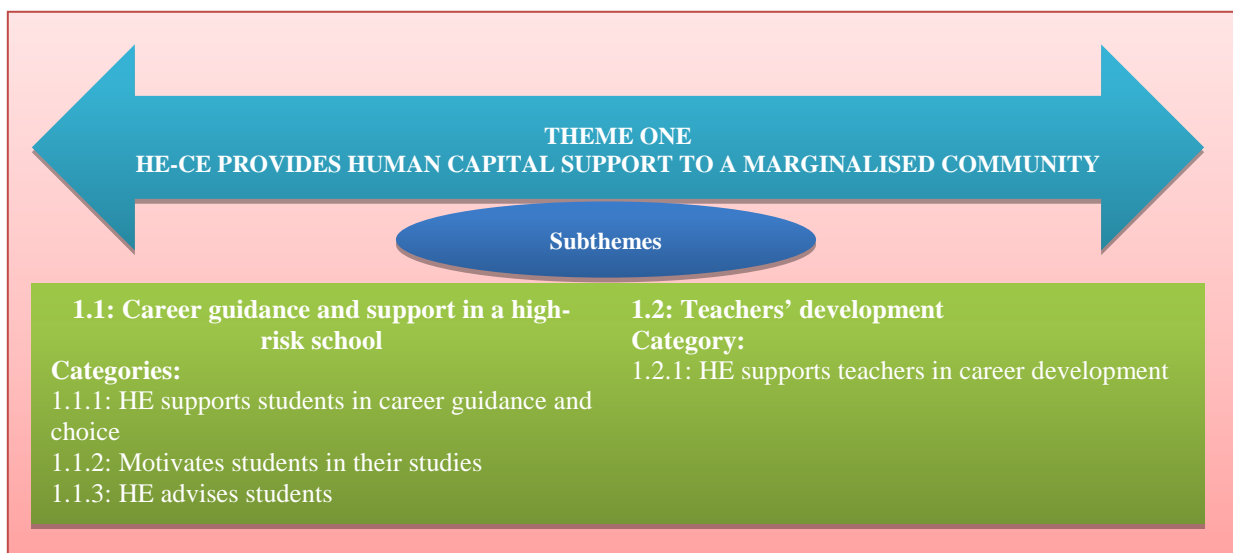 THEME ONE
HE-CE PROVIDES HUMAN CAPITAL SUPPORT TO A MARGINALISED COMMUNITY
Subthemes
1.1: Career guidance and support in a high-
risk school
Categories:
1.1.1: HE supports students in career guidance and
choice
1.1.2: Motivates students in their studies
1.1.3: HE advises students
1.2: Teachers’ development
Category:
1.2.1: HE supports teachers in career development